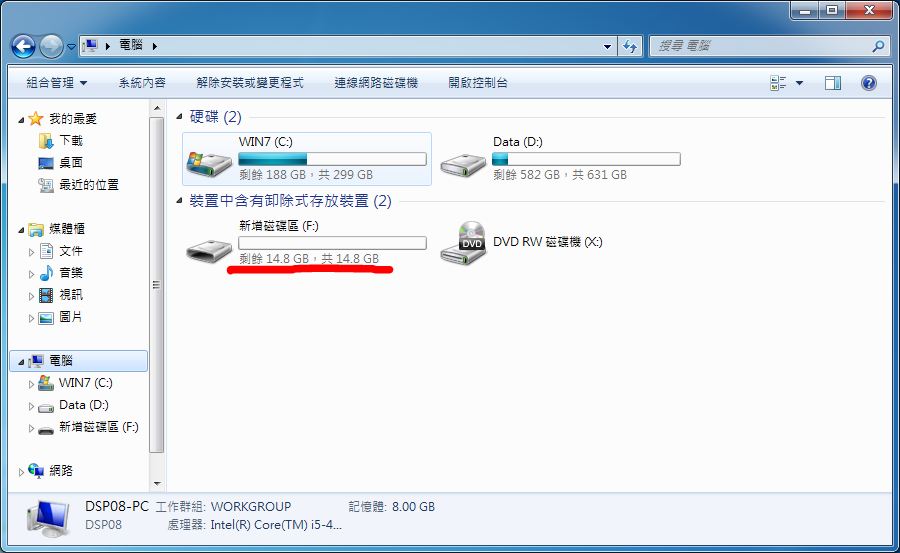 電腦
搜尋 電腦
組合管理 系統內容 解除安裝或變更程式 連線網路磁碟機 開啟控制台
我的最愛
下載
桌面
最近的位置
媒體櫃
文件
音樂
視訊
圖片
電腦
WIN7 (C:)
Data (D:)
新增磁碟區 (F:)
網路
硬碟 (2)
WIN7 (C:)
剩餘 188 GB，共 299 GB
Data (D:)
剩餘 582 GB，共 631 GB
裝置中含有卸除式存放裝置 (2)
新增磁碟區 (F:)
剩餘 14.8 GB，共 14.8 GB
DVD
DVD RW 磁碟機 (X:)
DSP08-PC 工作群組: WORKGROUP 記憶體: 8.00 GB
DSP08 處理器: Intel(R) Core(TM) i5-4...